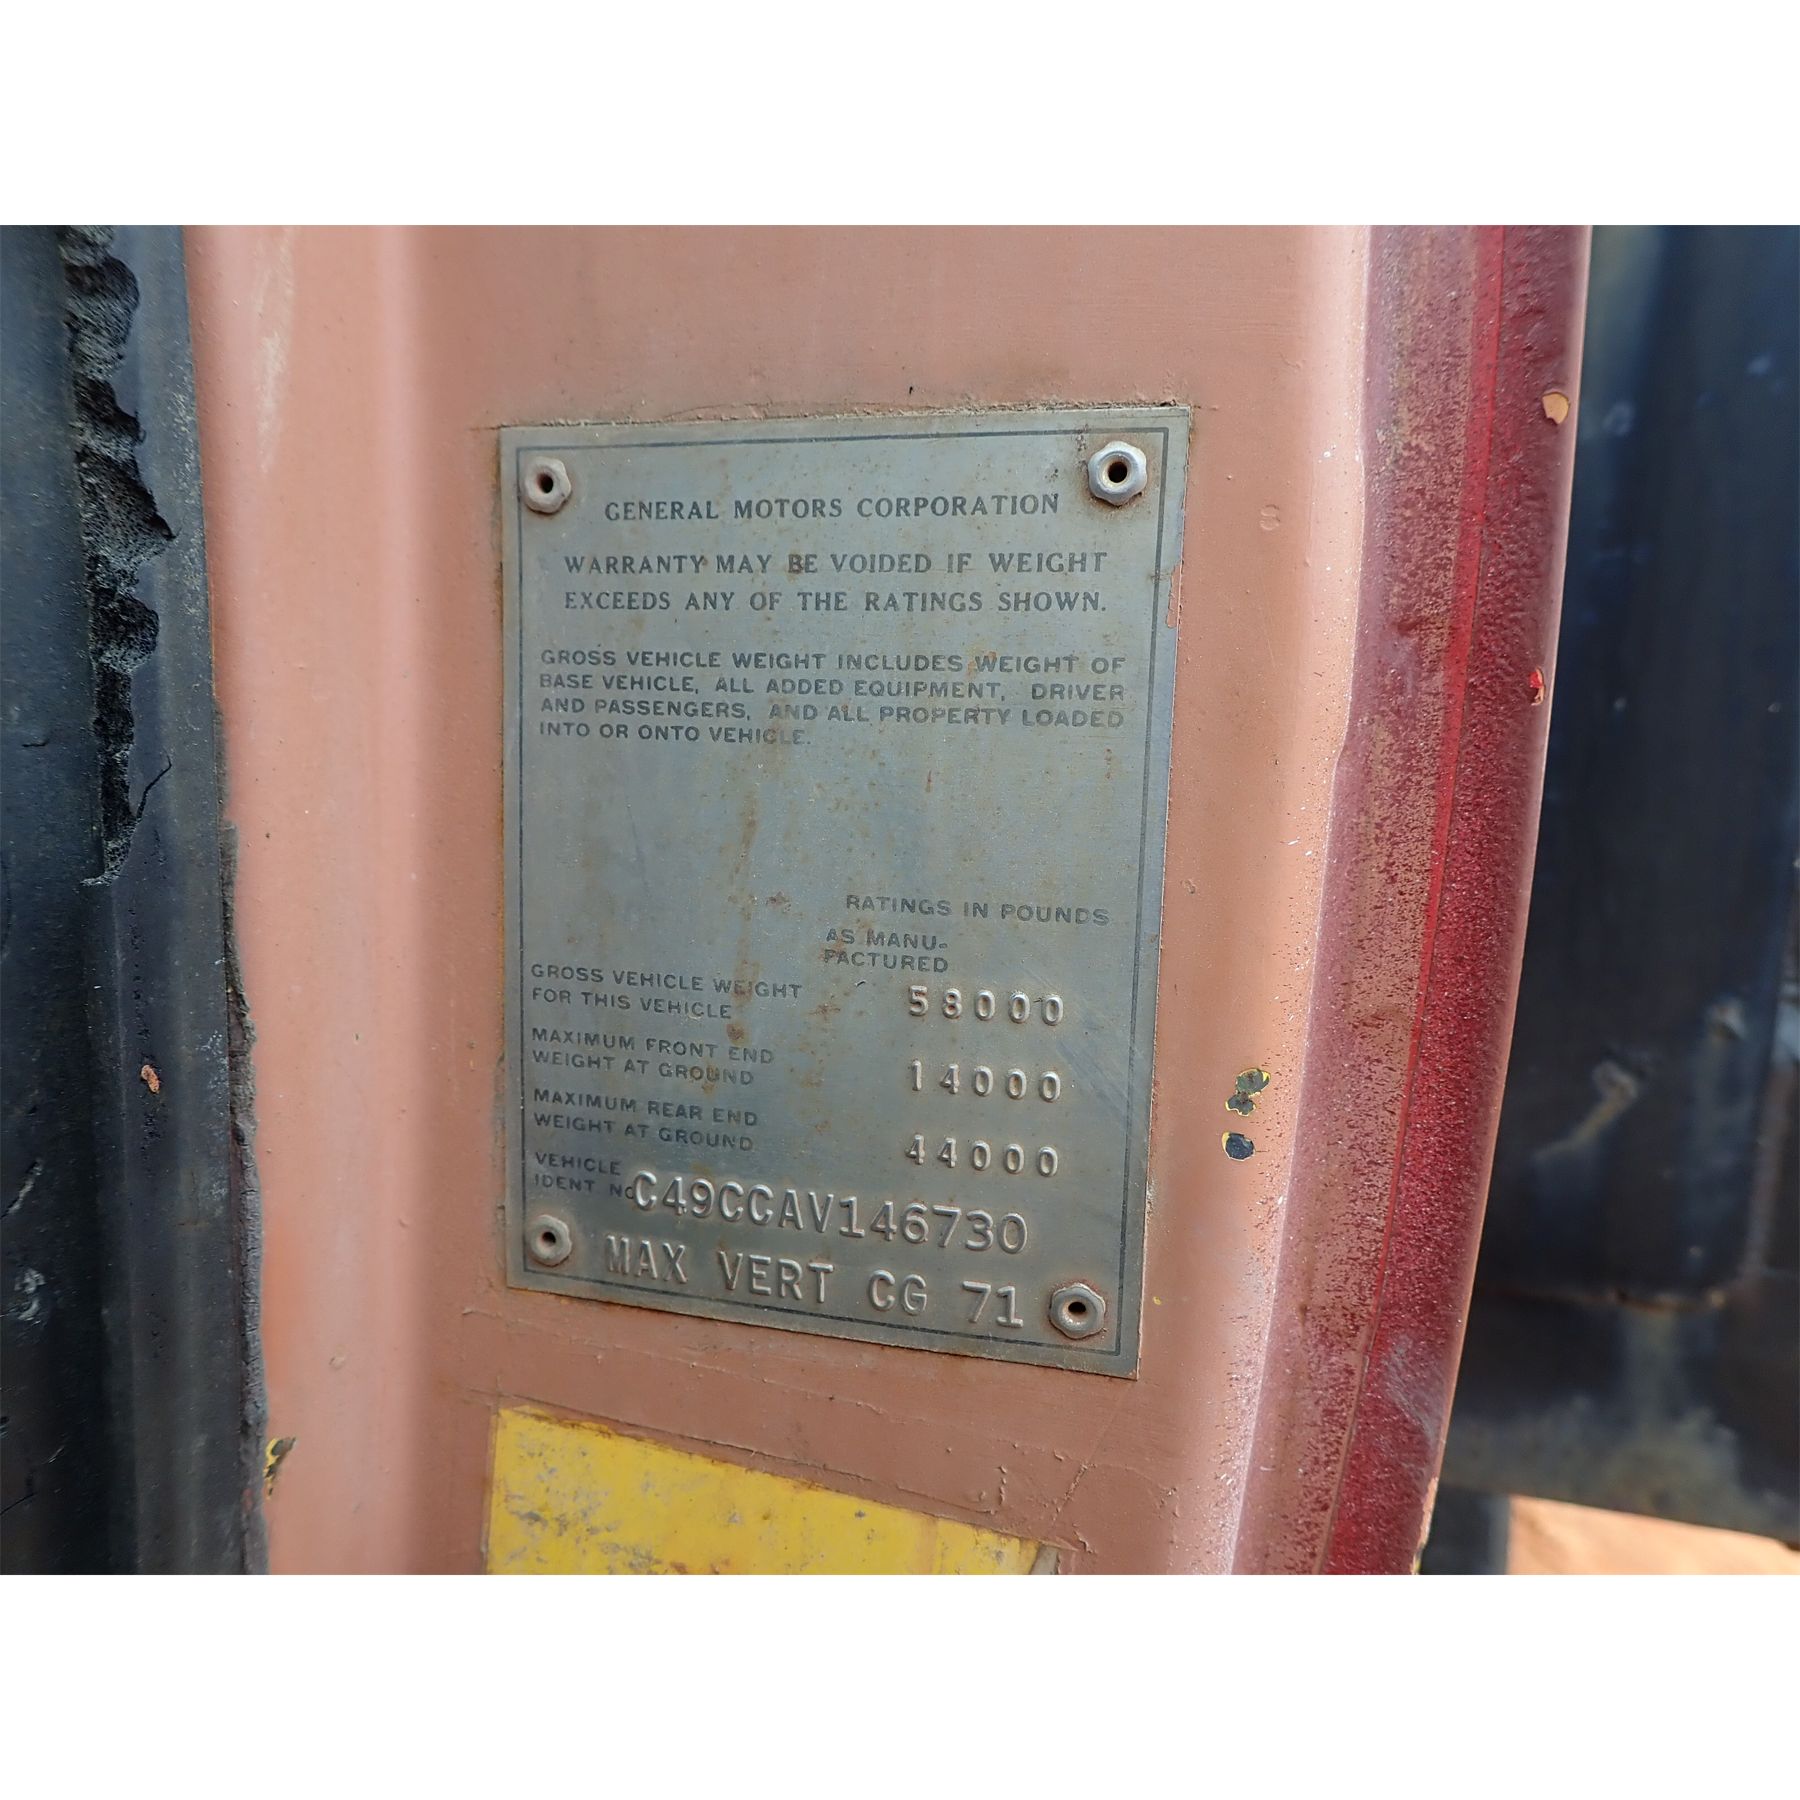 GENERAL MOTORS CORPORATION
WARRANTY MAY BE VOIDED IF WEIGHT
EXCEEDS ANY OF THE RATINGS SHOWN.
GROSS VEHICLE WEIGHT INCLUDES WEIGHT OF
BASE VEHICLE, ALL ADDED EQUIPMENT, DRIVER
AND PASSENGERS, AND ALL PROPERTY LOADED
INTO OR ONTO VEHICLE.
RATINGS IN POUNDS
AS MANU-
FACTURED
GROSS VEHICLE WEIGHT
FOR THIS VEHICLE 58000
MAXIMUM FRONT END
WEIGHT AT GROUND 14000
MAXIMUM REAR END
WEIGHT AT GROUND 44000
VEHICLE
IDENT NO C49CCAV146730
MAX VERT CG 71